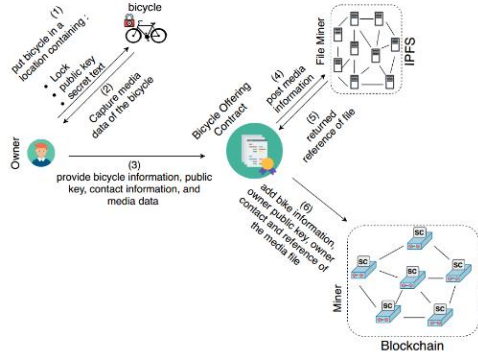 (1)
put bicycle in a
location containing :
• Lock
• public key
• secret text
bicycle
(2)
Capture media
data of the bicycle
Owner
(3)
provide bicycle information, public
key, contact information, and
media data
Bicycle Offering
Contract
(4)
post media
information
(5)
returned
reference of file
File Miner
IPFS
(6)
add bike information,
owner public key, owner
contact and reference of
the media file
Miner
SC
SC
SC
SC
SC
SC
SC
Blockchain